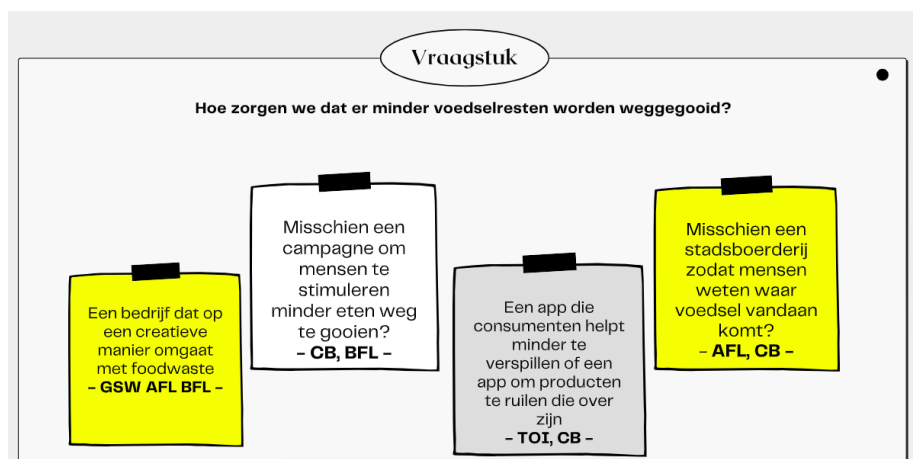 Vraagstuk
Hoe zorgen we dat er minder voedselresten worden weggegooid?
Een bedrijf dat op
een creatieve
manier omgaat
met foodwaste
– GSW AFL BFL –
Misschien een
campagne om
mensen te
stimuleren
minder eten weg
te gooien?
– CB, BFL –
Een app die
consumenten helpt
minder te
verspillen of een
app om producten
te ruilen die over
zijn
– TOI, CB –
Misschien een
stadsboerderij
zodat mensen
weten waar
voedsel vandaan
komt?
– AFL, CB –